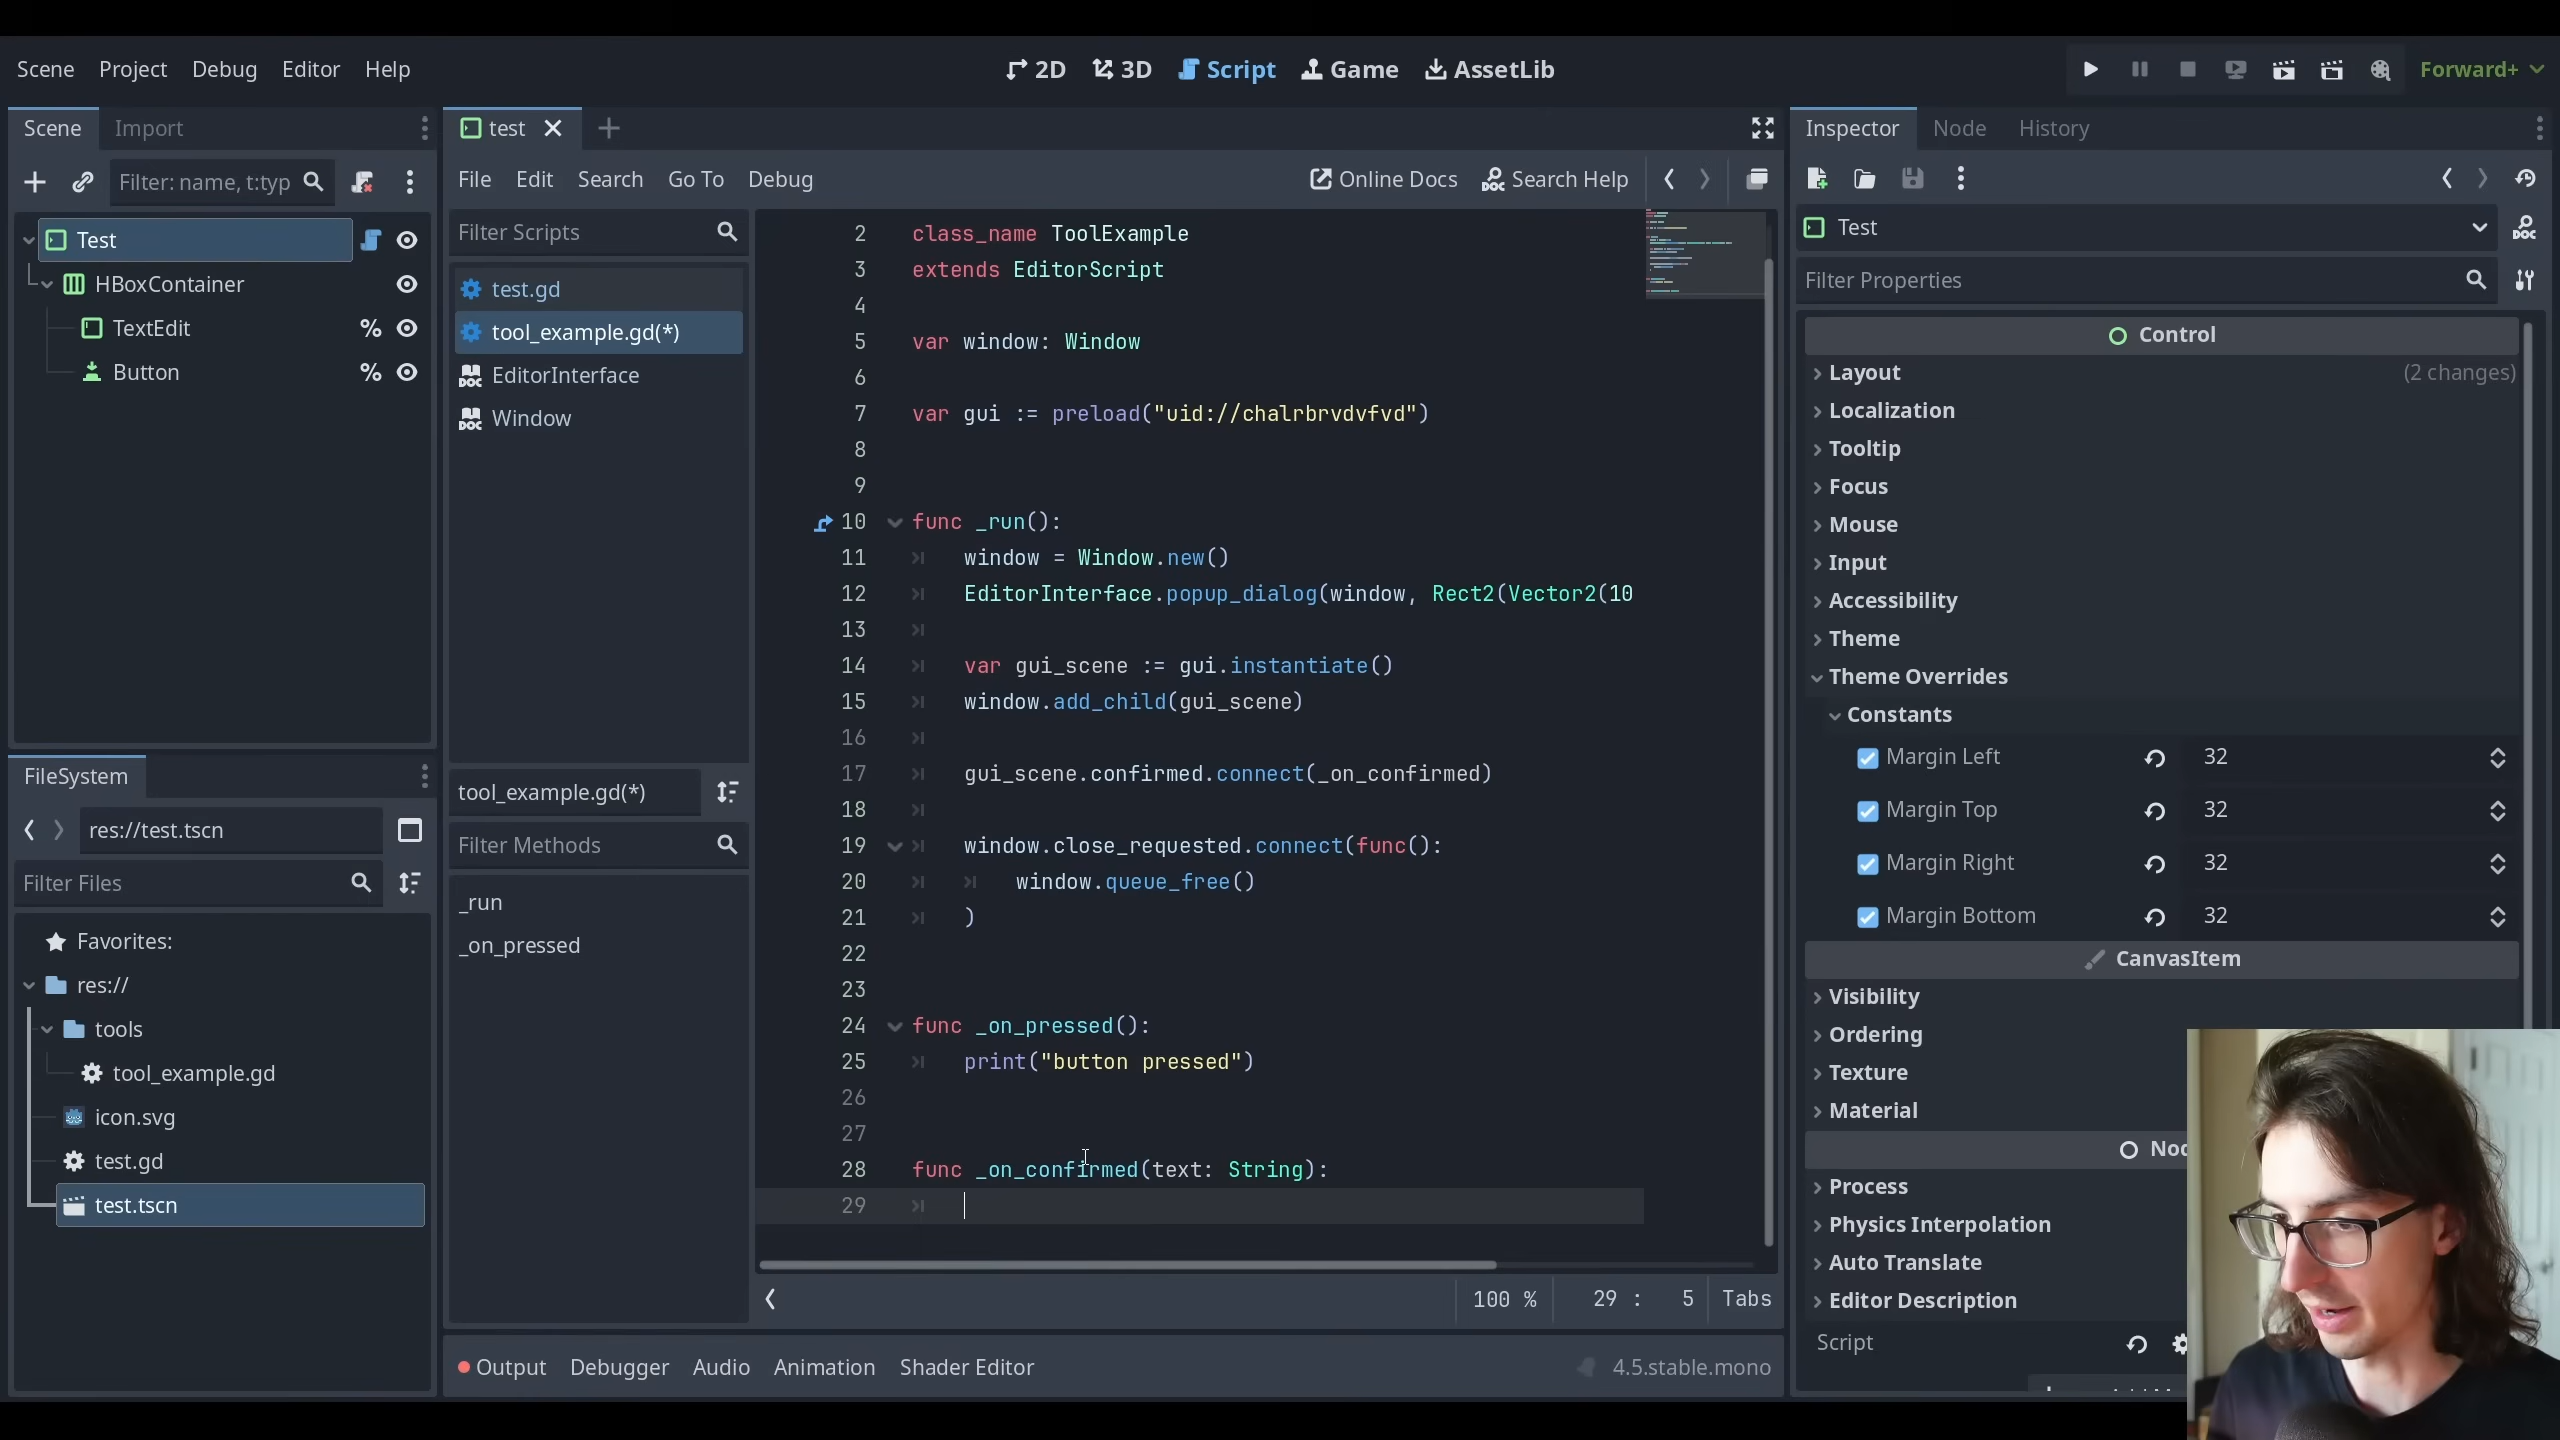 Scene Project Debug Editor Help
2D 3D Script Game AssetLib
Forward+
Scene Import
Filter: name, t:typ
Test
HBoxContainer
TextEdit %
Button %
FileSystem
res://test.tscn
Filter Files
Favorites:
res://
tools
tool_example.gd
icon.svg
test.gd
test.tscn
test
File Edit Search Go To Debug
Online Docs Search Help
Filter Scripts
test.gd
tool_example.gd(*)
EditorInterface
Window
tool_example.gd(*)
Filter Methods
_run
_on_pressed
2 class_name ToolExample
3 extends EditorScript
4
5 var window: Window
6
7 var gui := preload("uid://chalrbrvdvfvd")
8
9
10 func _run():
11 window = Window.new()
12 EditorInterface.popup_dialog(window, Rect2(Vector2(10
13
14 var gui_scene := gui.instantiate()
15 window.add_child(gui_scene)
16
17 gui_scene.confirmed.connect(_on_confirmed)
18
19 window.close_requested.connect(func():
20 window.queue_free()
21 )
22
23
24 func _on_pressed():
25 print("button pressed")
26
27
28 func _on_confirmed(text: String):
29
100 % 29 : 5 Tabs
Output Debugger Audio Animation Shader Editor
4.5.stable.mono
Inspector Node History
Test
Filter Properties
Control
Layout (2 changes)
Localization
Tooltip
Focus
Mouse
Input
Accessibility
Theme
Theme Overrides
Constants
Margin Left 32
Margin Top 32
Margin Right 32
Margin Bottom 32
CanvasItem
Visibility
Ordering
Texture
Material
Process
Physics Interpolation
Auto Translate
Editor Description
Script